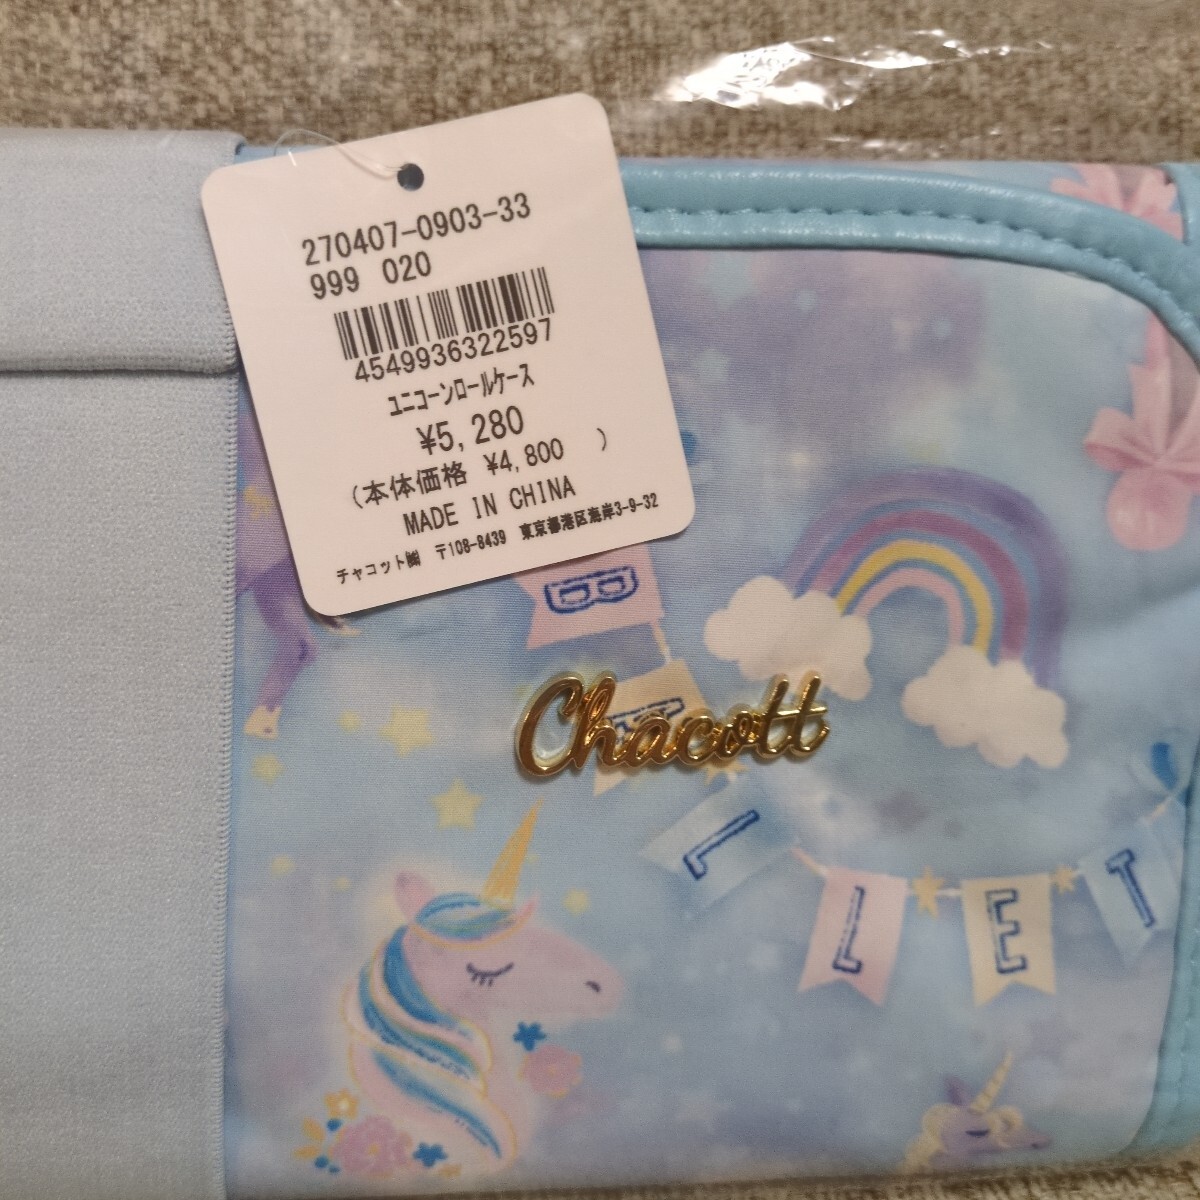 270407-0903-33
999 020
4549936322597
ユニコーンロールケース
¥5,280
(本体価格 ¥4,800 )
MADE IN CHINA
チャコット㈱ 〒108-8439 東京都港区海岸3-9-32
Chacott
B
L
L
E
T